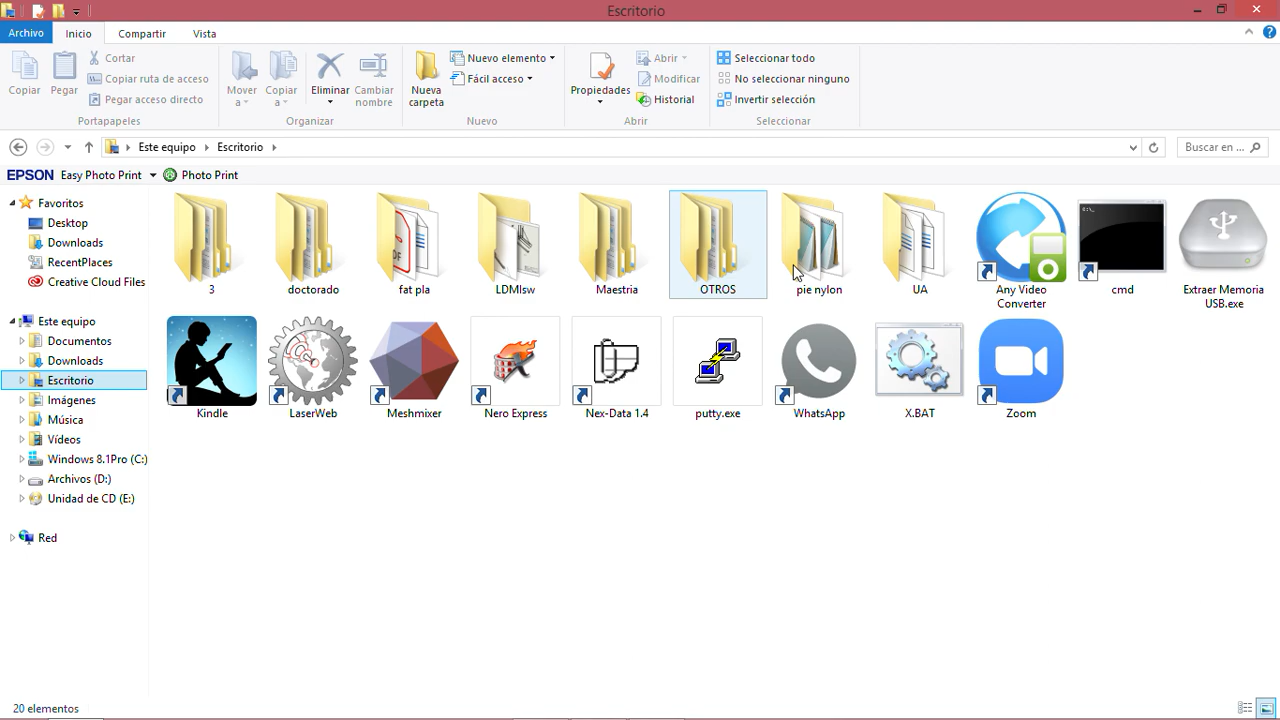 Escritorio
Archivo Inicio Compartir Vista
Cortar
Copiar ruta de acceso
Pegar acceso directo
Copiar
Pegar
Portapapeles
Mover a
Copiar a
Eliminar
Cambiar nombre
Organizar
Nueva carpeta
Nuevo elemento
Fácil acceso
Nuevo
Propiedades
Abrir
Modificar
Historial
Abrir
Seleccionar todo
No seleccionar ninguno
Invertir selección
Seleccionar
Este equipo Escritorio
Buscar en ...
EPSON Easy Photo Print Photo Print
Favoritos
Desktop
Downloads
RecentPlaces
Creative Cloud Files
Este equipo
Documentos
Downloads
Escritorio
Imágenes
Música
Vídeos
Windows 8.1Pro (C:)
Archivos (D:)
Unidad de CD (E:)
Red
3
doctorado
fat pla
LDMlsw
Maestria
OTROS
pie nylon
UA
Any Video
Converter
cmd
Extraer Memoria
USB.exe
Kindle
LaserWeb
Meshmixer
Nero Express
Nex-Data 1.4
putty.exe
WhatsApp
X.BAT
Zoom
20 elementos